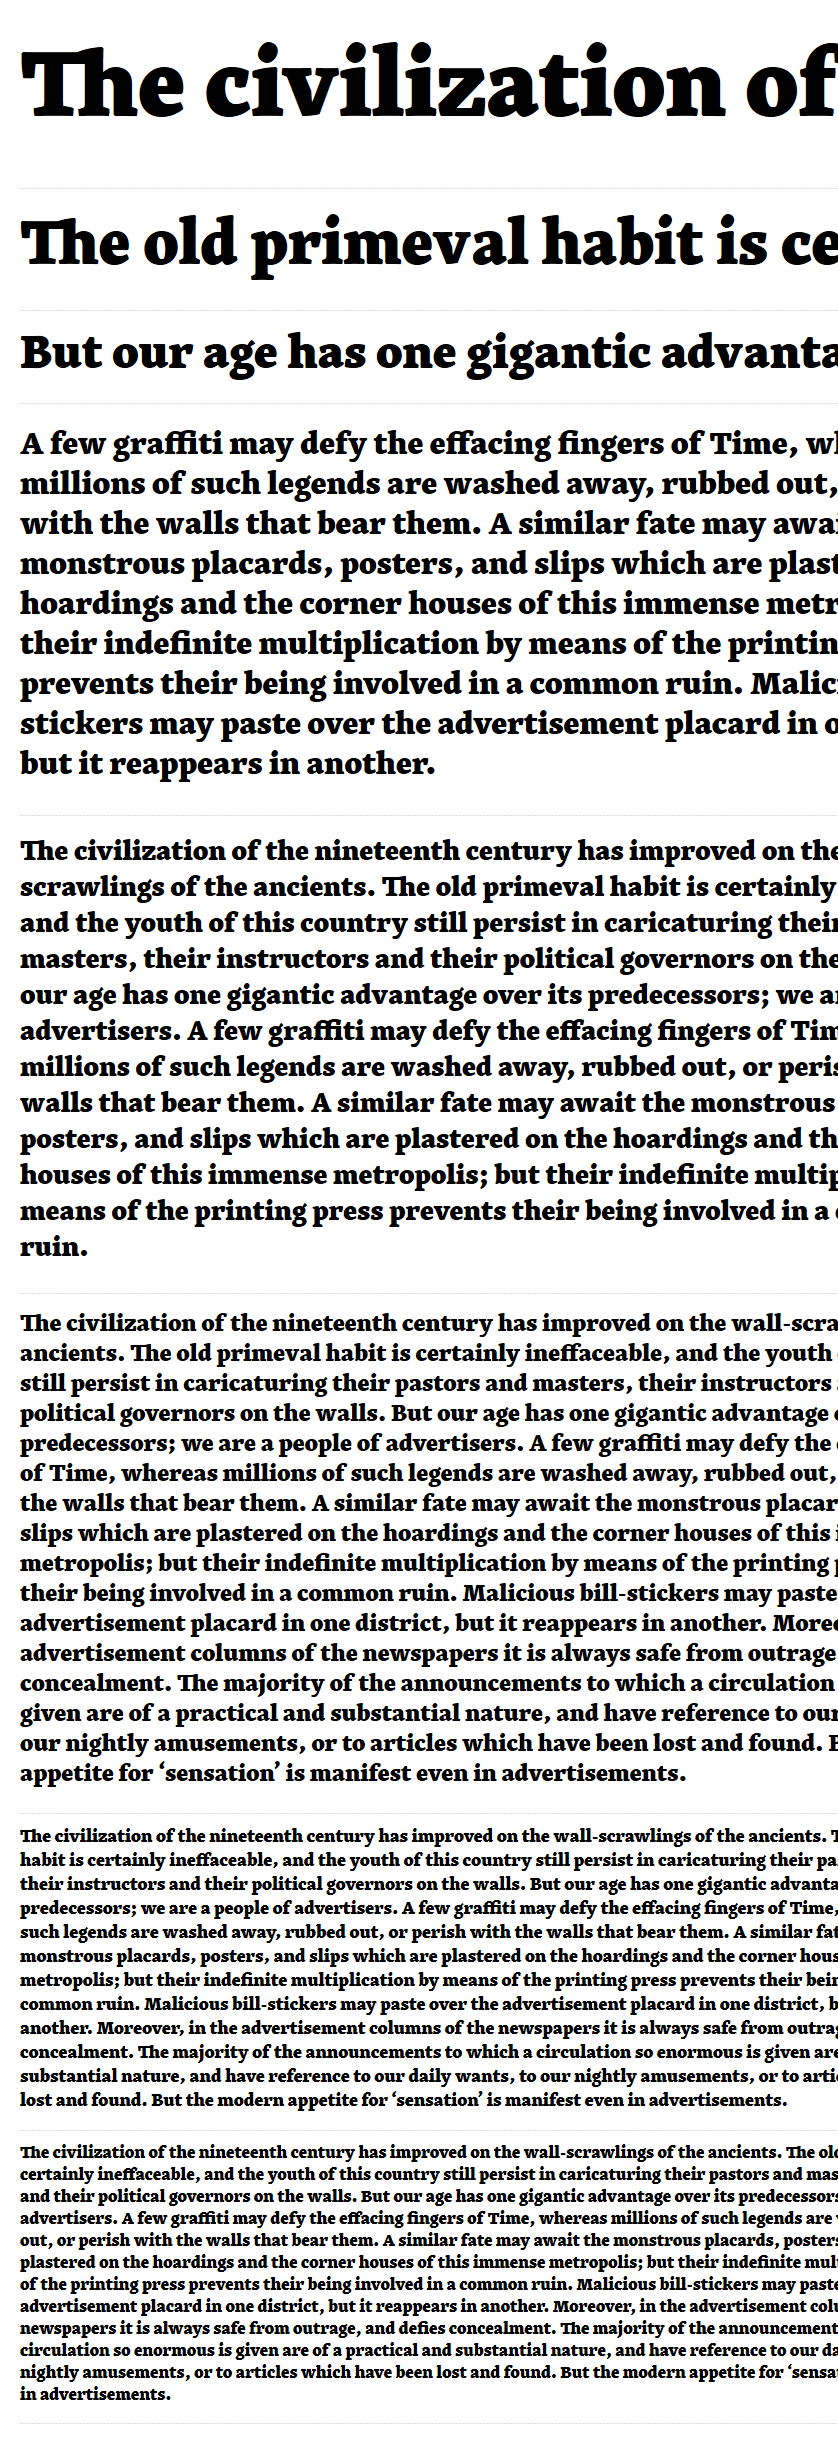 The civilization of
The old primeval habit is
But our age has one gigantic
A few graffiti may defy the effacing fingers of Time,
millions of such legends are washed away, rubbed out,
with the walls that bear them. A similar fate may
monstrous placards, posters, and slips which are
hoardings and the corner houses of this immense
their indefinite multiplication by means of the
prevents their being involved in a common ruin.
stickers may paste over the advertisement placard in
but it reappears in another.
The civilization of the nineteenth century has improved on the
scrawlings of the ancients. The old primeval habit is certainly
and the youth of this country still persist in caricaturing their
masters, their instructors and their political governors on the
our age has one gigantic advantage over its predecessors; we
advertisers. A few graffiti may defy the effacing fingers of
millions of such legends are washed away, rubbed out, or
walls that bear them. A similar fate may await the monstrous
posters, and slips which are plastered on the hoardings and
houses of this immense metropolis; but their indefinite
means of the printing press prevents their being involved in a
ruin.
The civilization of the nineteenth century has improved on the
ancients. The old primeval habit is certainly ineffaceable, and the youth
still persist in caricaturing their pastors and masters, their instructors
political governors on the walls. But our age has one gigantic advantage
predecessors; we are a people of advertisers. A few graffiti may defy the
of Time, whereas millions of such legends are washed away, rubbed out,
the walls that bear them. A similar fate may await the monstrous
slips which are plastered on the hoardings and the corner houses of this
metropolis; but their indefinite multiplication by means of the printing
their being involved in a common ruin. Malicious bill-stickers may paste
advertisement placard in one district, but it reappears in another.
advertisement columns of the newspapers it is always safe from outrage
concealment. The majority of the announcements to which a circulation
given are of a practical and substantial nature, and have reference to our
our nightly amusements, or to articles which have been lost and found.
appetite for ‘sensation’ is manifest even in advertisements.
The civilization of the nineteenth century has improved on the wall-scrawlings of the ancients.
habit is certainly ineffaceable, and the youth of this country still persist in caricaturing their
their instructors and their political governors on the walls. But our age has one gigantic
predecessors; we are a people of advertisers. A few graffiti may defy the effacing fingers of Time,
such legends are washed away, rubbed out, or perish with the walls that bear them. A similar
monstrous placards, posters, and slips which are plastered on the hoardings and the corner
metropolis; but their indefinite multiplication by means of the printing press prevents their
common ruin. Malicious bill-stickers may paste over the advertisement placard in one district,
another. Moreover, in the advertisement columns of the newspapers it is always safe from
concealment. The majority of the announcements to which a circulation so enormous is given are
substantial nature, and have reference to our daily wants, to our nightly amusements, or to
lost and found. But the modern appetite for ‘sensation’ is manifest even in advertisements.
The civilization of the nineteenth century has improved on the wall-scrawlings of the ancients. The old
certainly ineffaceable, and the youth of this country still persist in caricaturing their pastors and
and their political governors on the walls. But our age has one gigantic advantage over its predecessors
advertisers. A few graffiti may defy the effacing fingers of Time, whereas millions of such legends are
out, or perish with the walls that bear them. A similar fate may await the monstrous placards, posters
plastered on the hoardings and the corner houses of this immense metropolis; but their indefinite
of the printing press prevents their being involved in a common ruin. Malicious bill-stickers may paste
advertisement placard in one district, but it reappears in another. Moreover, in the advertisement
newspapers it is always safe from outrage, and defies concealment. The majority of the
circulation so enormous is given are of a practical and substantial nature, and have reference to our
nightly amusements, or to articles which have been lost and found. But the modern appetite for
in advertisements.